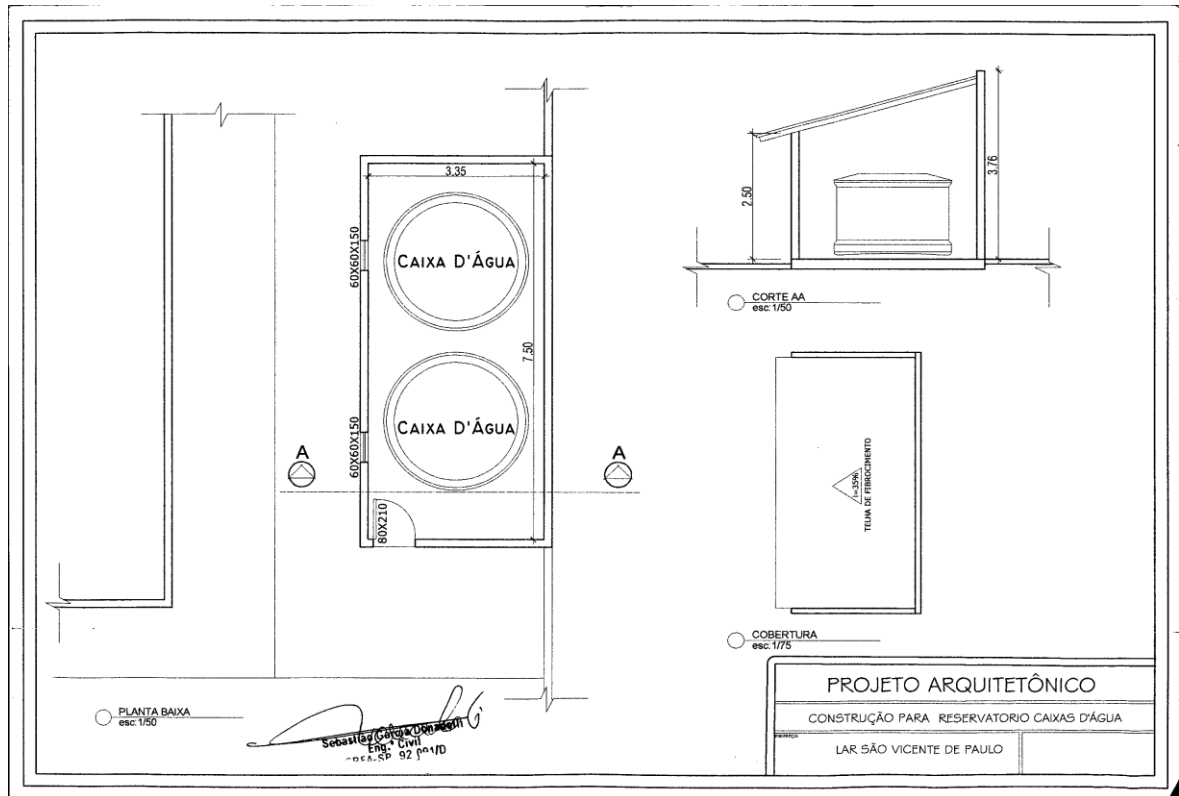 3.35
CAIXA D'ÁGUA
60X60X150
7.50
CAIXA D'ÁGUA
60X60X150
A
A
80X210
PLANTA BAIXA
esc:1/50
2.50
3.76
CORTE AA
esc:1/50
i=35%
TELHA DE FIBROCIMENTO
COBERTURA
esc:1/75
Eng.º Civil
PROJETO ARQUITETÔNICO
CONSTRUÇÃO PARA RESERVATORIO CAIXAS D'ÁGUA
LAR SÃO VICENTE DE PAULO